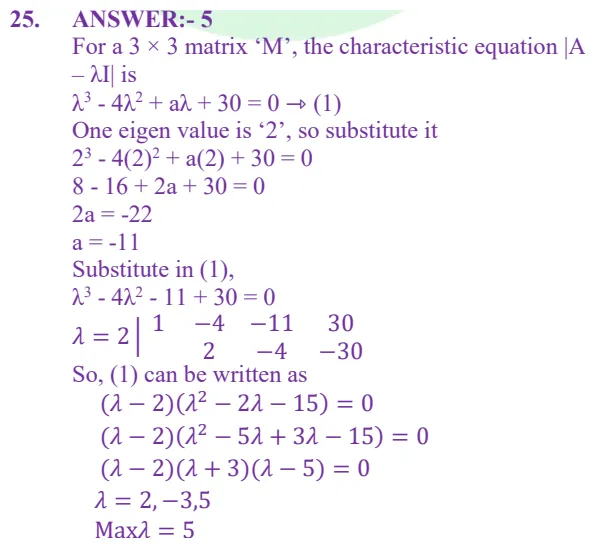 25. ANSWER:- 5
For a 3 × 3 matrix ‘M’, the characteristic equation |A
– λI| is
λ³ - 4λ² + aλ + 30 = 0 → (1)
One eigen value is ‘2’, so substitute it
2³ - 4(2)² + a(2) + 30 = 0
8 - 16 + 2a + 30 = 0
2a = -22
a = -11
Substitute in (1),
λ³ - 4λ² - 11 + 30 = 0
λ = 2 | 1 −4 −11 30
2 −4 −30
So, (1) can be written as
(λ − 2)(λ² − 2λ − 15) = 0
(λ − 2)(λ² − 5λ + 3λ − 15) = 0
(λ − 2)(λ + 3)(λ − 5) = 0
λ = 2, −3,5
Maxλ = 5